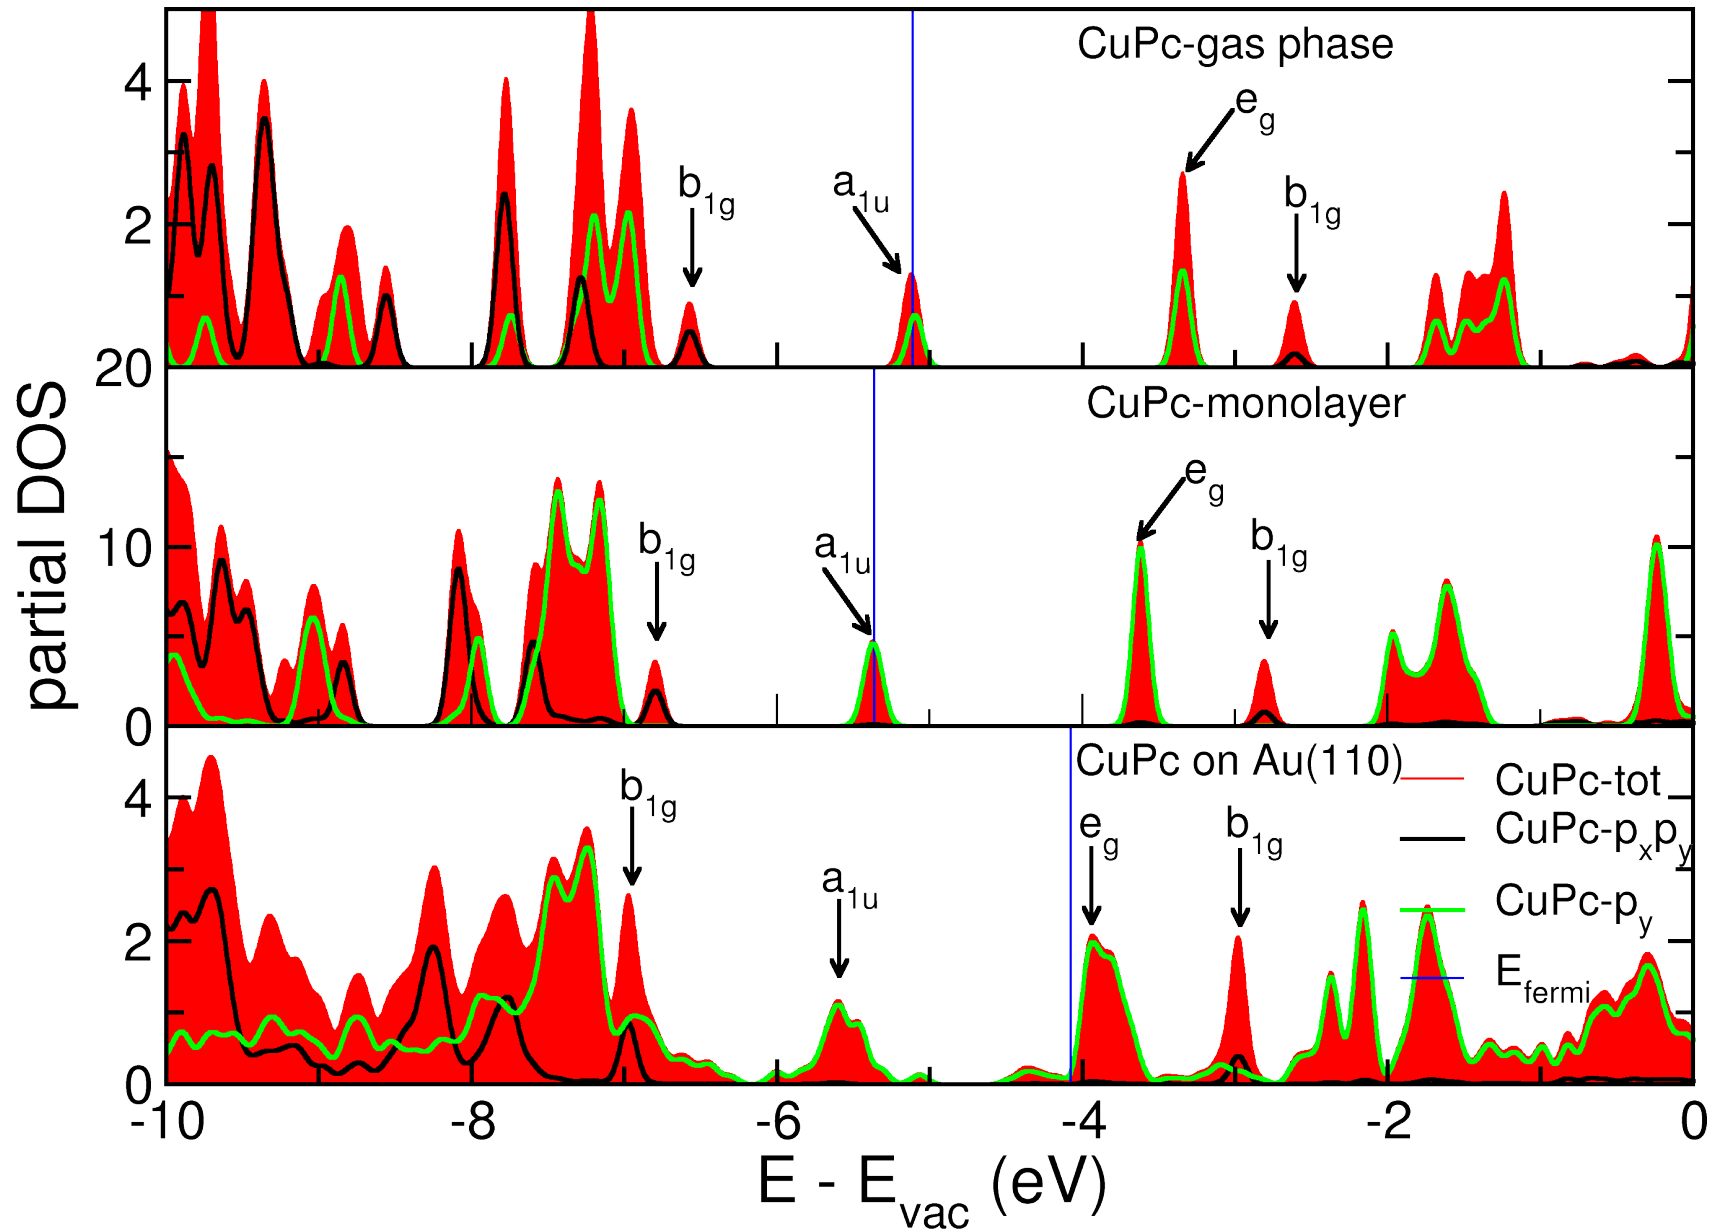 CuPc-gas phase
4
2
0
b1g
a1u
eg
b1g
CuPc-monolayer
20
10
0
b1g
a1u
eg
b1g
CuPc on Au(110)
4
2
0
b1g
a1u
eg
b1g
CuPc-tot
CuPc-pxpy
CuPc-py
Efermi
-10 -8 -6 -4 -2 0
E - Evac (eV)
partial DOS